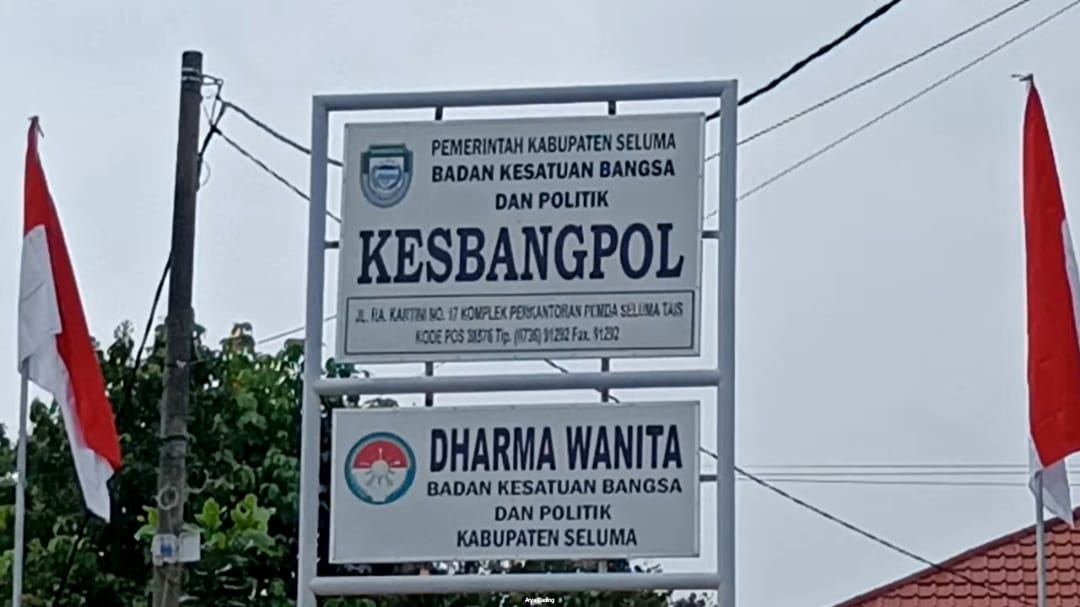 PEMERINTAH KABUPATEN SELUMA
BADAN KESATUAN BANGSA
DAN POLITIK
KESBANGPOL
JL. RA. KARTINI NO. 17 KOMPLEK PERKANTORAN PEMDA SELUMA TAIS
KODE POS 38576 Tlp. (0736) 91292 Fax. 91292
DHARMA WANITA
BADAN KESATUAN BANGSA
DAN POLITIK
KABUPATEN SELUMA